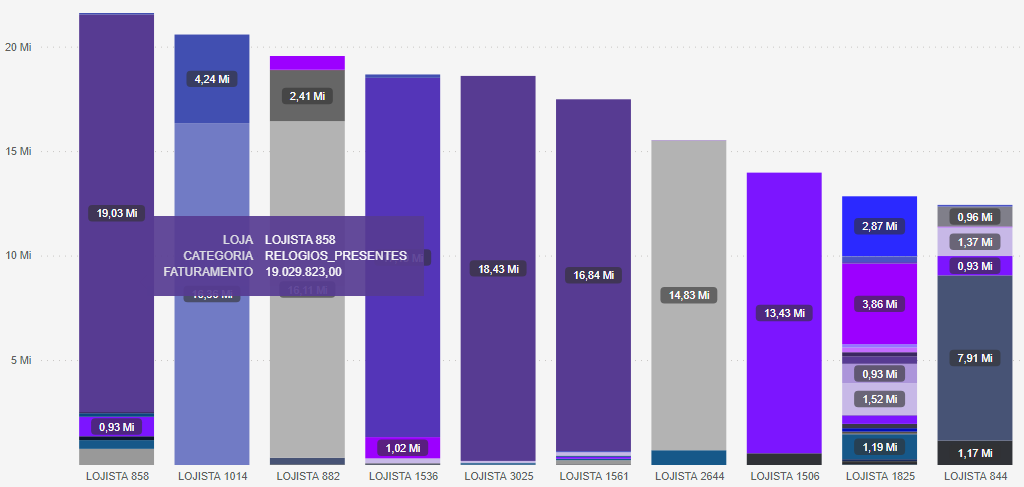 20 Mi
15 Mi
10 Mi
5 Mi
4,24 Mi
2,41 Mi
19,03 Mi
LOJA LOJISTA 858
CATEGORIA RELOGIOS_PRESENTES
FATURAMENTO 19.029.823,00
16,11 Mi
18,43 Mi
16,84 Mi
14,83 Mi
13,43 Mi
2,87 Mi
3,86 Mi
0,93 Mi
1,52 Mi
1,19 Mi
0,96 Mi
1,37 Mi
0,93 Mi
7,91 Mi
1,17 Mi
0,93 Mi
1,02 Mi
LOJISTA 858
LOJISTA 1014
LOJISTA 882
LOJISTA 1536
LOJISTA 3025
LOJISTA 1561
LOJISTA 2644
LOJISTA 1506
LOJISTA 1825
LOJISTA 844